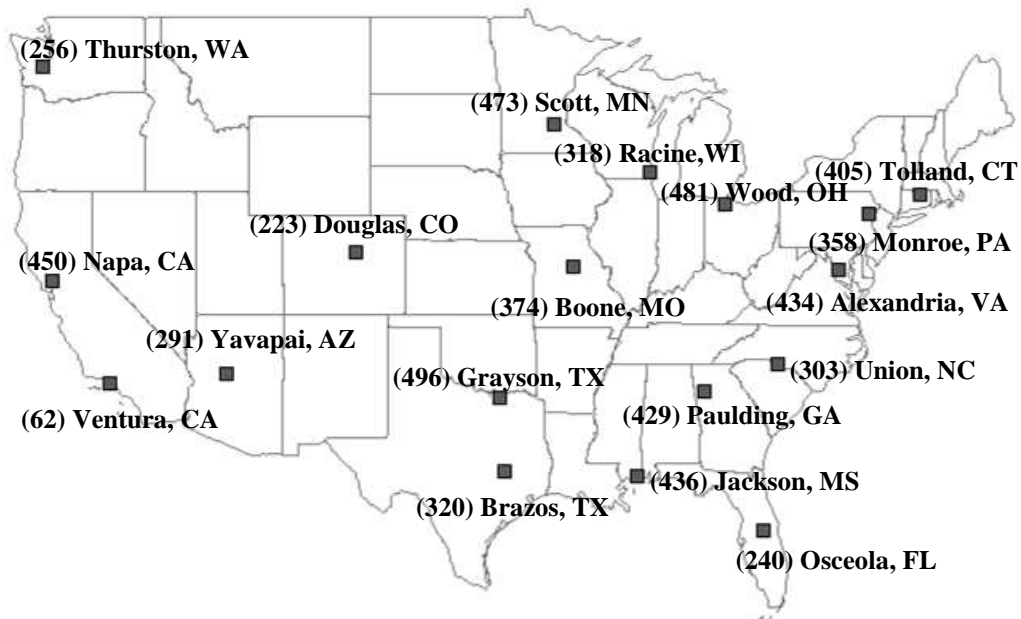 (256) Thurston, WA
(473) Scott, MN
(318) Racine,WI
(405) Tolland, CT
(481) Wood, OH
(223) Douglas, CO
(358) Monroe, PA
(450) Napa, CA
(374) Boone, MO
(434) Alexandria, VA
(291) Yavapai, AZ
(496) Grayson, TX
(303) Union, NC
(62) Ventura, CA
(429) Paulding, GA
(436) Jackson, MS
(320) Brazos, TX
(240) Osceola, FL